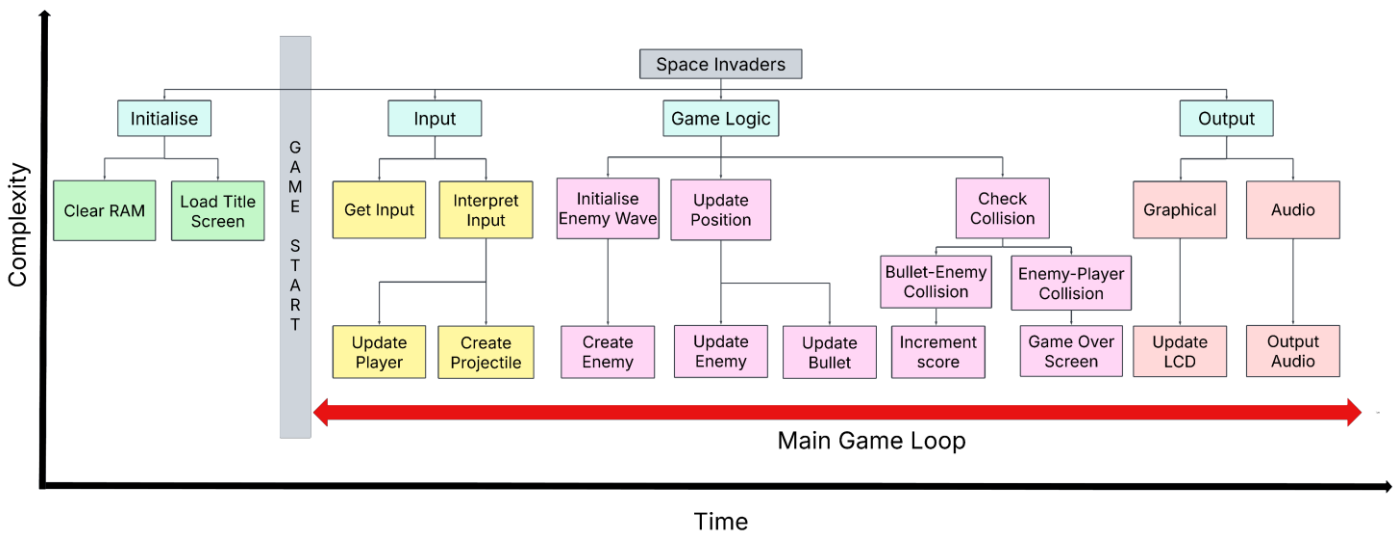 Complexity
Space Invaders
Initialise
Input
Game Logic
Output
GAME START
Clear RAM
Load Title
Screen
Get Input
Interpret
Input
Initialise
Enemy Wave
Update
Position
Check
Collision
Graphical
Audio
Bullet-Enemy
Collision
Enemy-Player
Collision
Update
Player
Create
Projectile
Create
Enemy
Update
Enemy
Update
Bullet
Increment
score
Game Over
Screen
Update
LCD
Output
Audio
Main Game Loop
Time